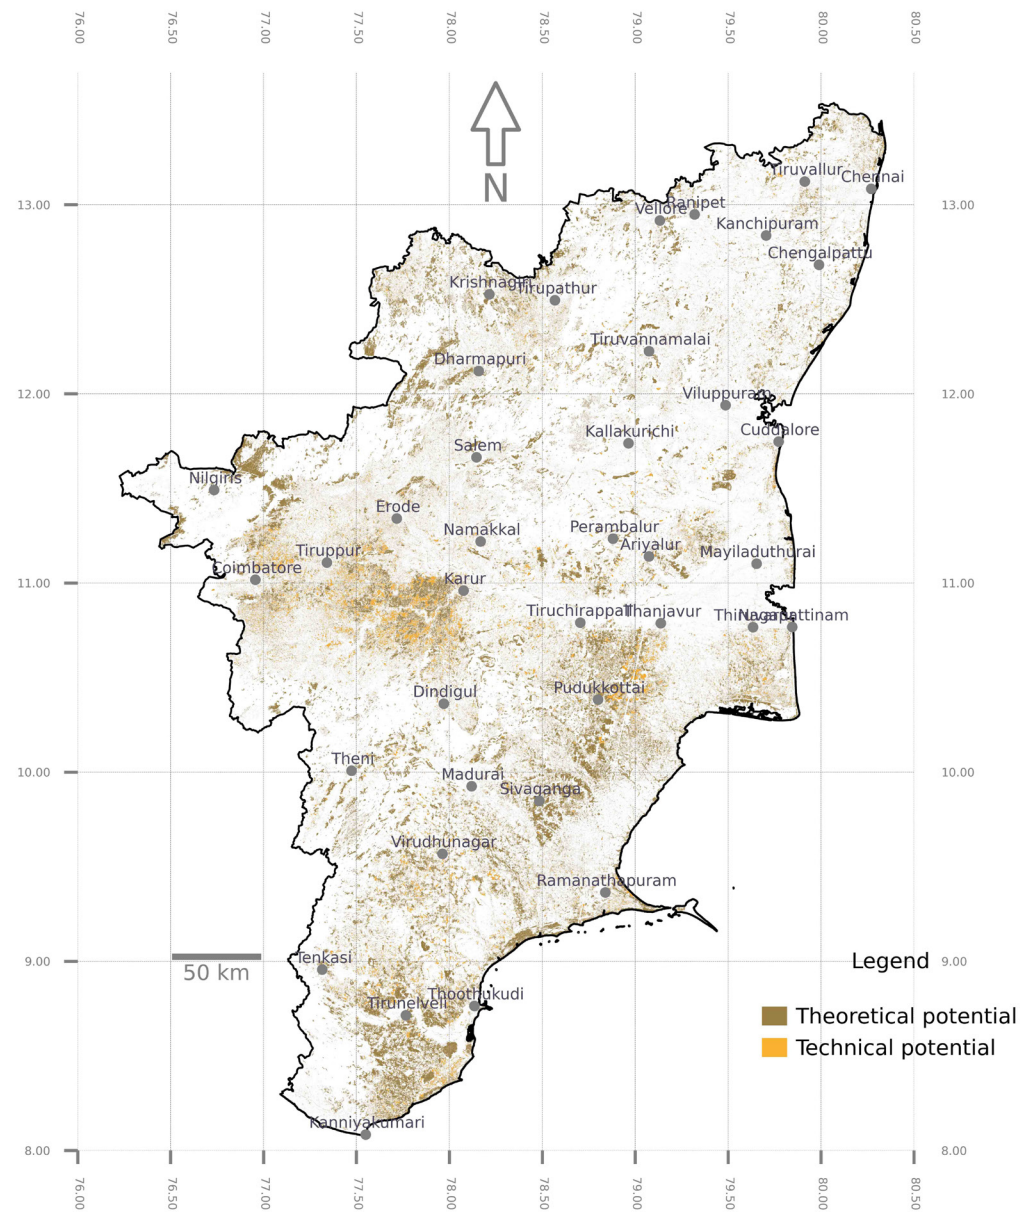 76.00 76.50 77.00 77.50 78.00 78.50 79.00 79.50 80.00 80.50
N
Tiruvallur
Chennai
Ranipet
13.00 Vellore 13.00
Kanchipuram
Chengalpattu
Krishnagiri
Tirupathur
Tiruvannamalai
Dharmapuri
12.00 Viluppuram 12.00
Kallakurichi Cuddalore
Salem
Nilgiris
Erode
Namakkal Perambalur
Tiruppur Ariyalur Mayiladuthurai
Coimbatore
11.00 Karur 11.00
Tiruchirappalli Thanjavur Nagapattinam
Dindigul Pudukkottai
Theni
10.00 Madurai 10.00
Sivaganga
Virudhunagar
Ramanathapuram
Tenkasi
9.00 Legend 9.00
50 km
Thoothukudi
Tirunelveli
Theoretical potential
Technical potential
Kanniyakumari
8.00 8.00
76.00 76.50 77.00 77.50 78.00 78.50 79.00 79.50 80.00 80.50